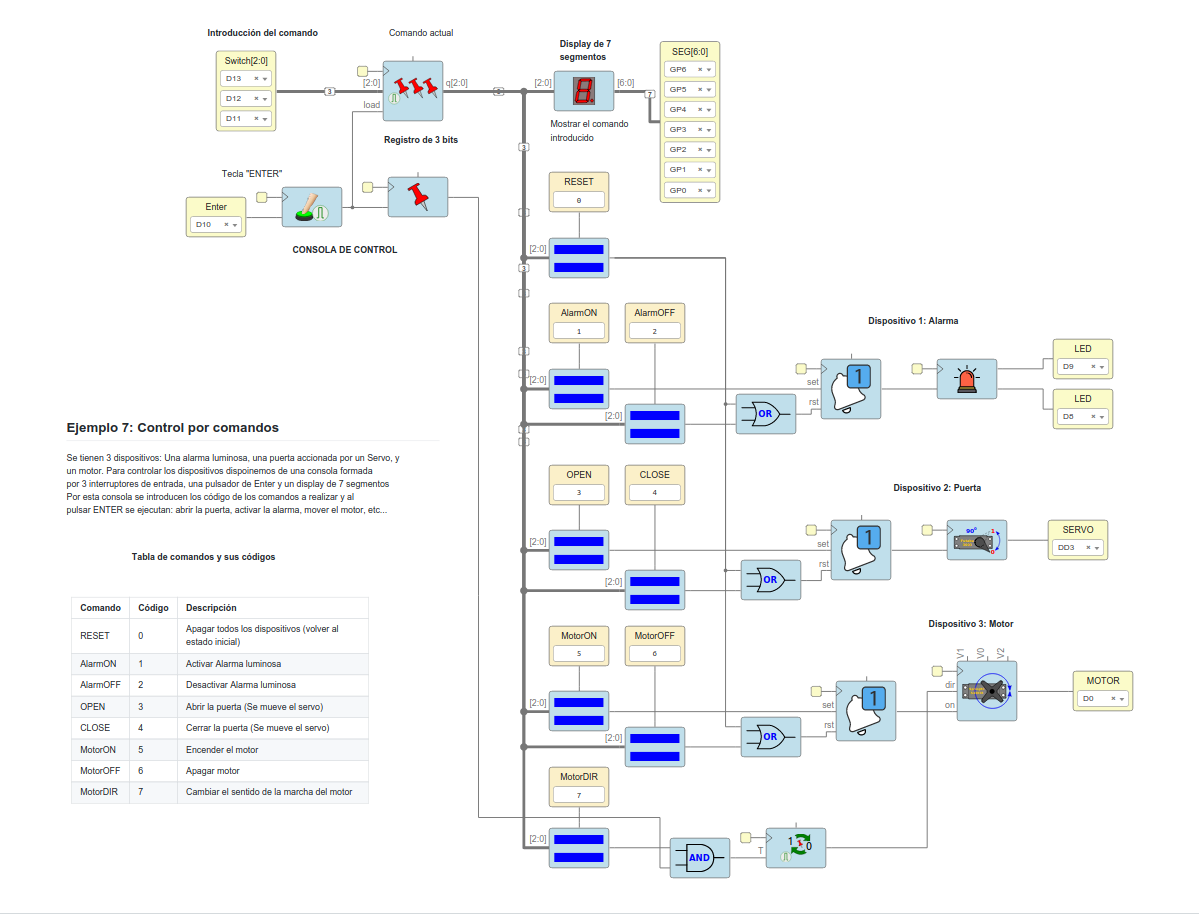 Introducción del comando
Comando actual
Display de 7
segmentos
Switch[2:0]
D13
D12
D11
3
[2:0]
q[2:0]
load
3
[2:0]
[6:0]
7
SEG[6:0]
GP6
GP5
GP4
GP3
GP2
GP1
GP0
Mostrar el comando
introducido
Registro de 3 bits
3
Tecla "ENTER"
Enter
D10
CONSOLA DE CONTROL
RESET
0
[2:0]
3
AlarmON
1
AlarmOFF
2
[2:0]
[2:0]
OR
Dispositivo 1: Alarma
set
rst
1
LED
D9
LED
D8
Ejemplo 7: Control por comandos
Se tienen 3 dispositivos: Una alarma luminosa, una puerta accionada por un Servo, y
un motor. Para controlar los dispositivos dispoinemos de una consola formada
por 3 interruptores de entrada, una pulsador de Enter y un display de 7 segmentos
Por esta consola se introducen los código de los comandos a realizar y al
pulsar ENTER se ejecutan: abrir la puerta, activar la alarma, mover el motor, etc...
OPEN
3
CLOSE
4
[2:0]
[2:0]
OR
Dispositivo 2: Puerta
set
rst
1
90º
1
0
SERVO
DD3
Tabla de comandos y sus códigos
Comando Código Descripción
RESET 0 Apagar todos los dispositivos (volver al
estado inicial)
AlarmON 1 Activar Alarma luminosa
AlarmOFF 2 Desactivar Alarma luminosa
OPEN 3 Abrir la puerta (Se mueve el servo)
CLOSE 4 Cerrar la puerta (Se mueve el servo)
MotorON 5 Encender el motor
MotorOFF 6 Apagar motor
MotorDIR 7 Cambiar el sentido de la marcha del motor
MotorON
5
MotorOFF
6
[2:0]
[2:0]
OR
Dispositivo 3: Motor
set
rst
1
V1
V0
V2
dir
on
MOTOR
D0
MotorDIR
7
[2:0]
AND
T
1
0